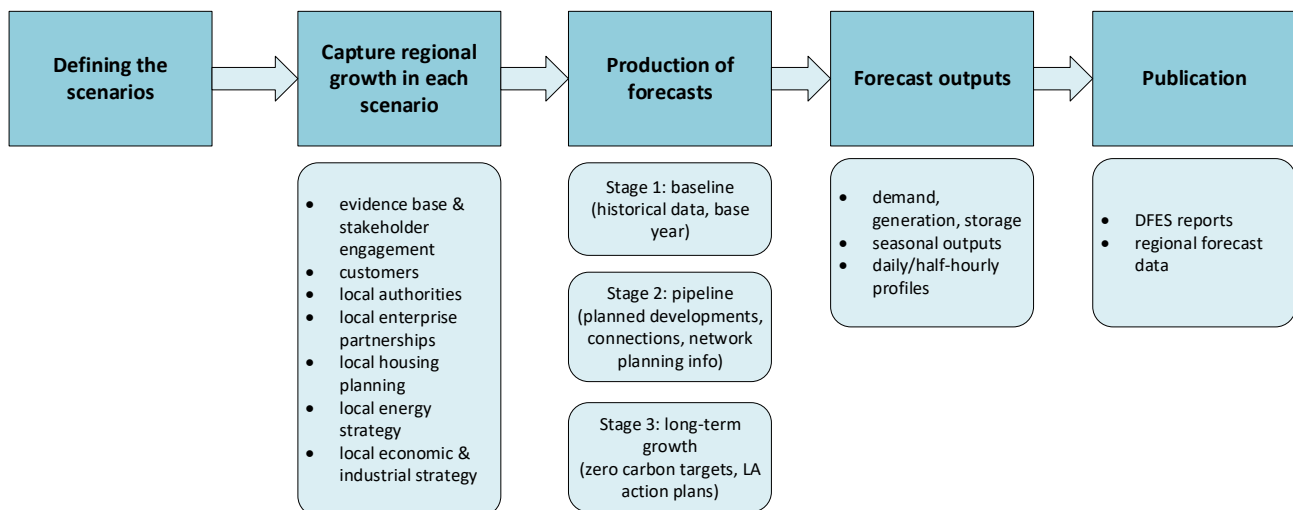 Defining the
scenarios
Capture regional
growth in each
scenario
Production of
forecasts
Forecast outputs
Publication
• evidence base &
stakeholder
engagement
• customers
• local authorities
• local enterprise
partnerships
• local housing
planning
• local energy
strategy
• local economic &
industrial strategy
Stage 1: baseline
(historical data, base
year)
Stage 2: pipeline
(planned developments,
connections, network
planning info)
Stage 3: long-term
growth
(zero carbon targets, LA
action plans)
• demand,
generation, storage
• seasonal outputs
• daily/half-hourly
profiles
• DFES reports
• regional forecast
data